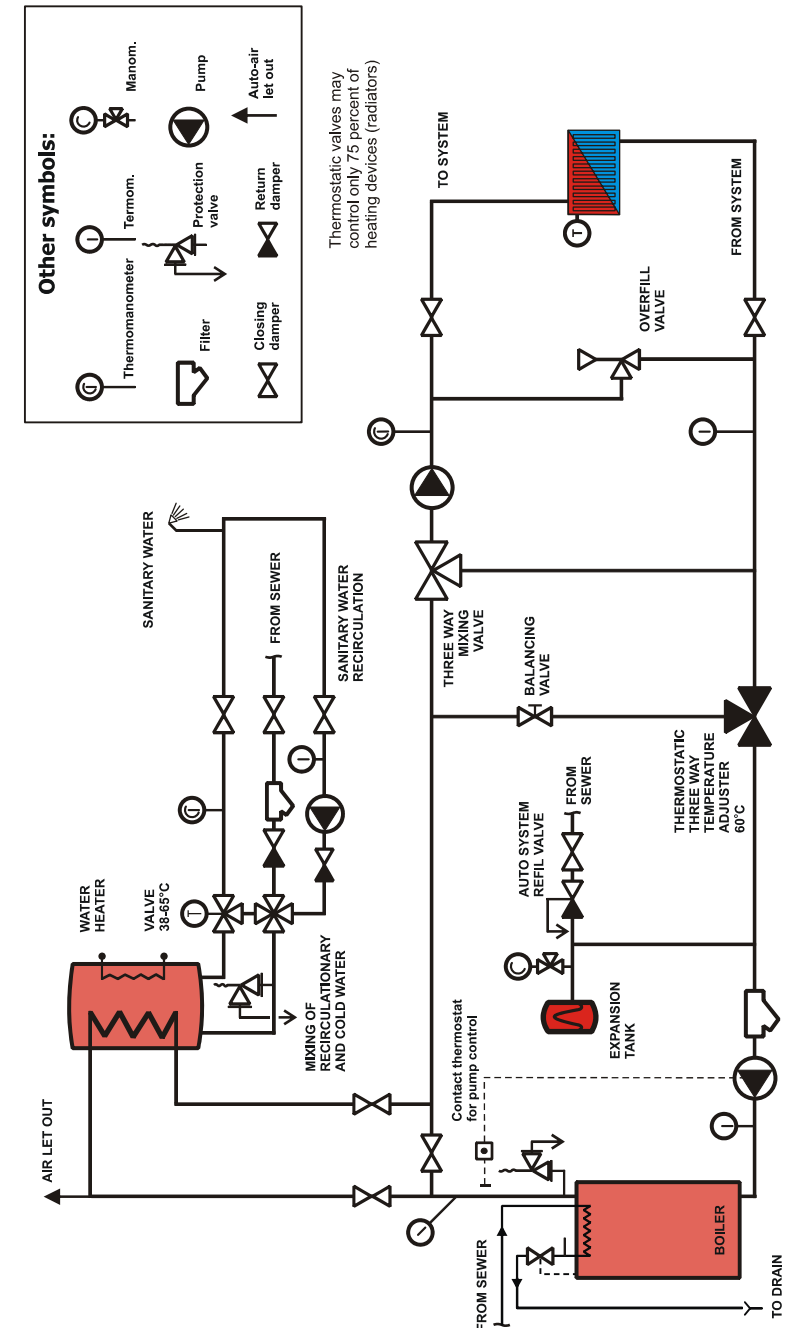 Other symbols:
Thermomanometer
Termom.
Manom.
Filter
Protection
valve
Pump
Closing
damper
Return
damper
Auto-air
let out
Thermostatic valves may
control only 75 percent of
heating devices (radiators)
AIR LET OUT
WATER
HEATER
VALVE
38-65°C
SANITARY WATER
FROM SEWER
SANITARY WATER
RECIRCULATION
MIXING OF
RECIRCULATIONARY
AND COLD WATER
TO SYSTEM
T
T
FROM SYSTEM
OVERFILL
VALVE
THREE WAY
MIXING
VALVE
BALANCING
VALVE
THERMOSTATIC
THREE WAY
TEMPERATURE
ADJUSTER
60°C
AUTO SYSTEM
REFIL VALVE
FROM
SEWER
EXPANSION
TANK
Contact thermostat
for pump control
BOILER
FROM SEWER
TO DRAIN